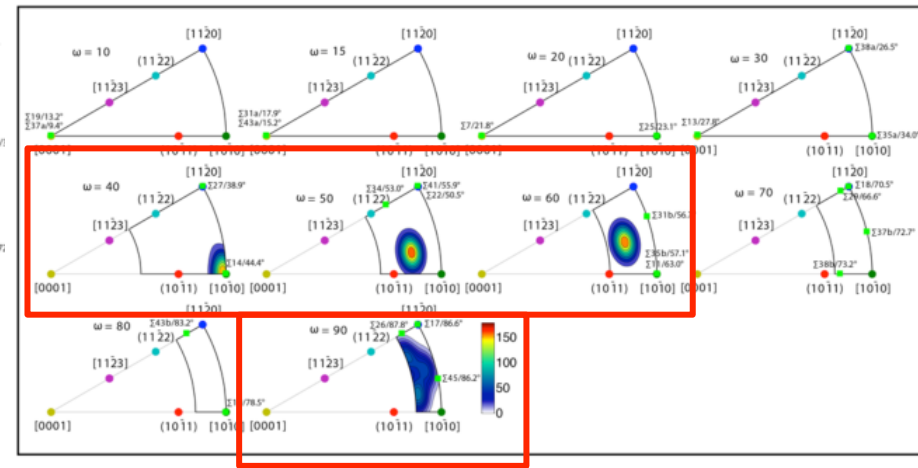 [112̄0] [112̄0] [112̄0] [112̄0]
ω = 10 ω = 15 ω = 20 ω = 30
Σ38a/26.5°
(112̄2) (112̄2) (112̄2) (112̄2)
[112̄3] [112̄3] [112̄3] [112̄3]
Σ19/13.2° Σ31a/17.9°
Σ37a/9.4° Σ43a/15.2° Σ7/21.8° Σ25/23.1° Σ13/27.8° Σ35a/34.0°
[0001] (101̄1) [101̄0] [0001] (101̄1) [101̄0] [0001] (101̄1) [101̄0] [0001] (101̄1) [101̄0]
[112̄0] [112̄0] [112̄0] [112̄0]
ω = 40 ω = 50 ω = 60 ω = 70
Σ27/38.9° Σ34/53.0° Σ41/55.9° Σ18/70.5°
Σ22/50.5° Σ29/66.6°
(112̄2) (112̄2) (112̄2) (112̄2)
Σ31b/56. Σ37b/72.7°
[112̄3] [112̄3] [112̄3] [112̄3]
Σ14/44.4° Σ35b/57.1° Σ38b/73.2°
Σ11/63.0°
[0001] (101̄1) [101̄0] [0001] (101̄1) [101̄0] [0001] (101̄1) [101̄0] [0001] (101̄1) [101̄0]
[112̄0] [112̄0]
ω = 80 ω = 90
Σ43b/83.2° Σ26/87.8° Σ17/86.6°
(112̄2) (112̄2)
[112̄3] [112̄3] Σ45/86.2°
/78.5°
150
100
50
0
[0001] (101̄1) [101̄0] [0001] (101̄1) [101̄0]